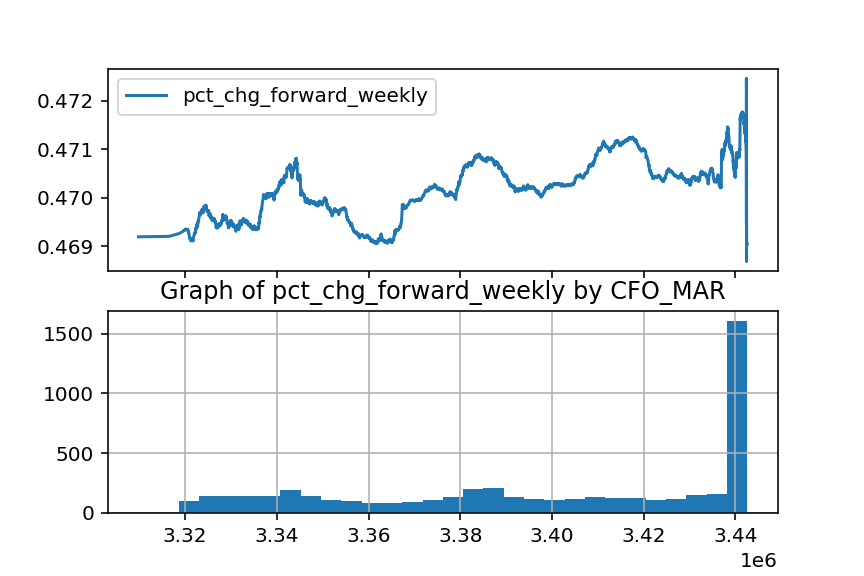 pct_chg_forward_weekly
0.472
0.471
0.470
0.469
Graph of pct_chg_forward_weekly by CFO_MAR
1500
1000
500
0
3.32 3.34 3.36 3.38 3.40 3.42 3.44
1e6